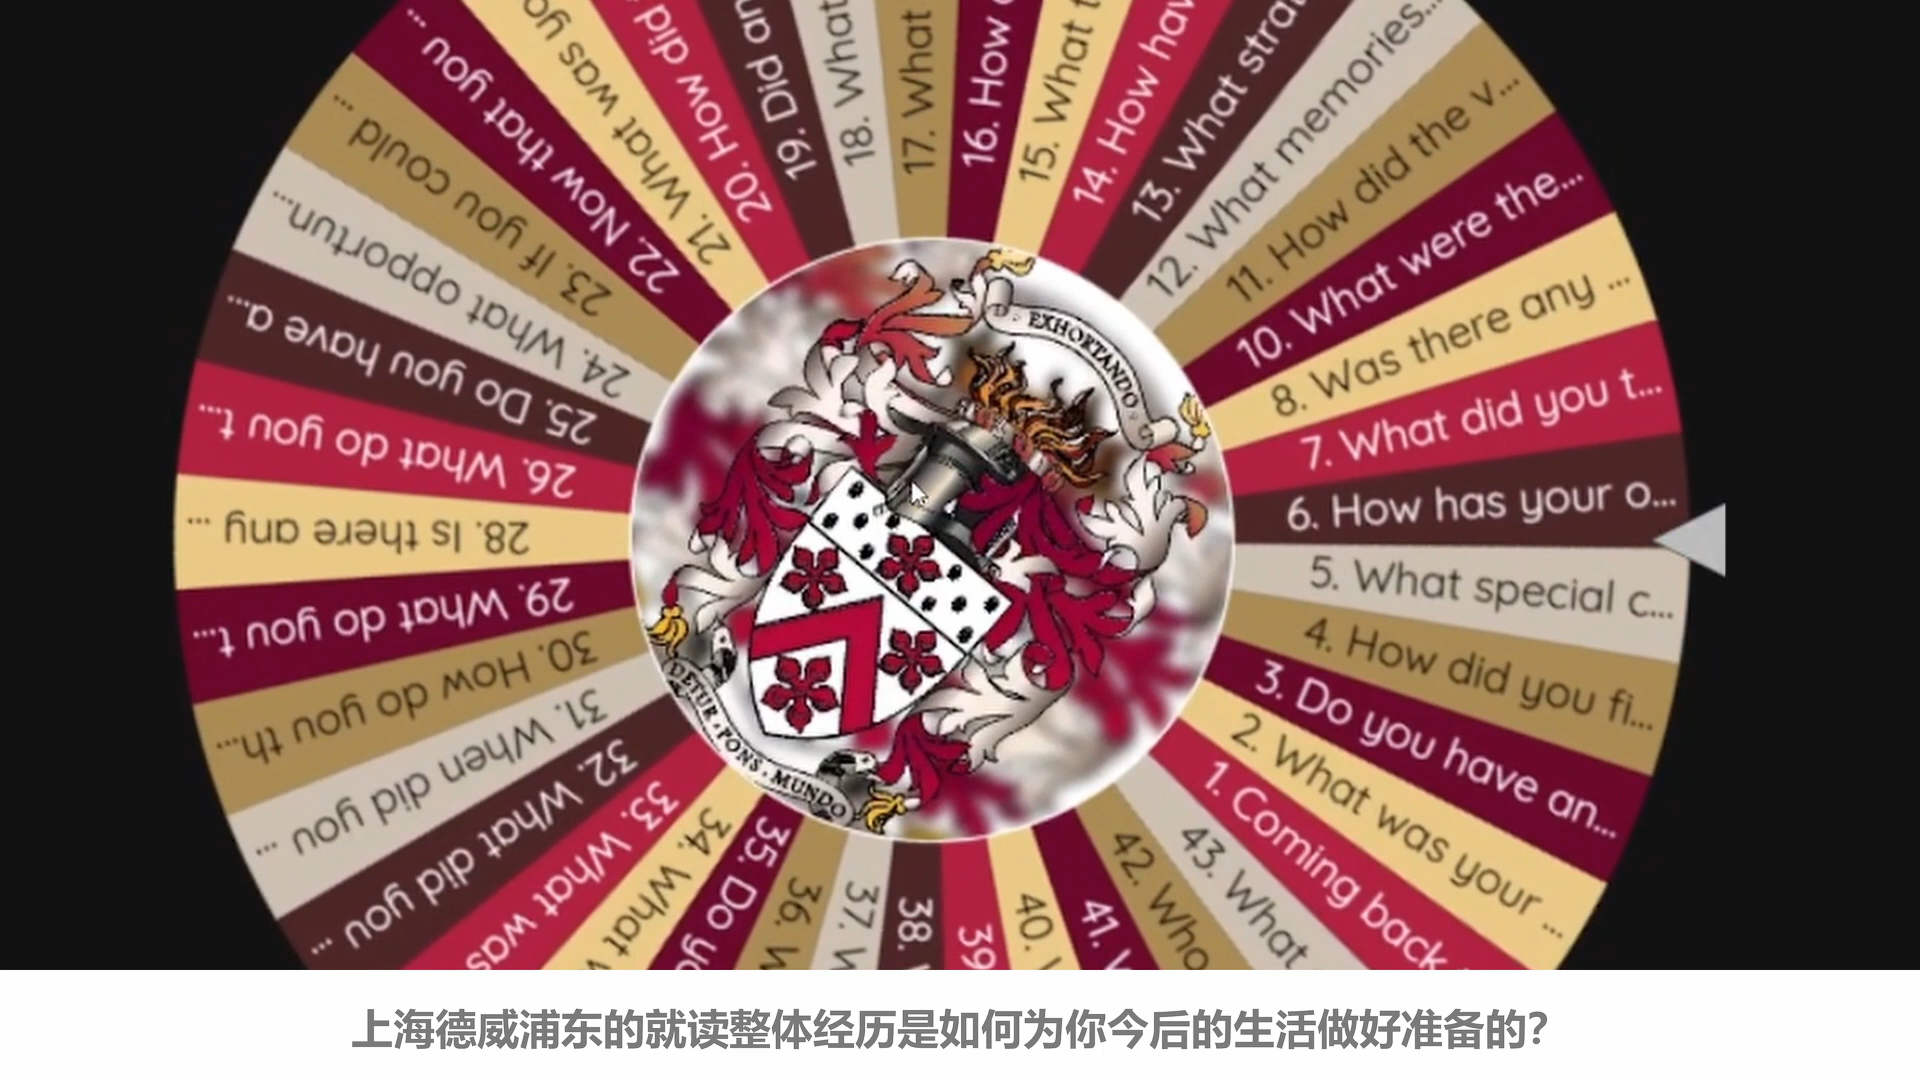 1. Coming back
2. What was your ...
3. Do you have an...
4. How did you fi...
5. What special c...
6. How has your o...
7. What did you t...
8. Was there any ...
10. What were the...
11. How did the v...
12. What memories...
13. What stra
14. How hav
15. What t
16. How
17. What
18. What
19. Did an
20. How did
21. What was yo
22. Now that you ...
23. If you could ...
24. What opportun...
25. Do you have a...
26. What do you t...
28. Is there any ...
29. What do you t...
30. How do you th...
31. When did you ...
32. What did you ...
33. What was
34. What w
35. Do yo
36. W
37. W
38.
39
40.
41.
42. Who
43. What
EXHORTANDO
DETUR . PONS . MUNDO
上海德威浦东的就读整体经历是如何为你今后的生活做好准备的？